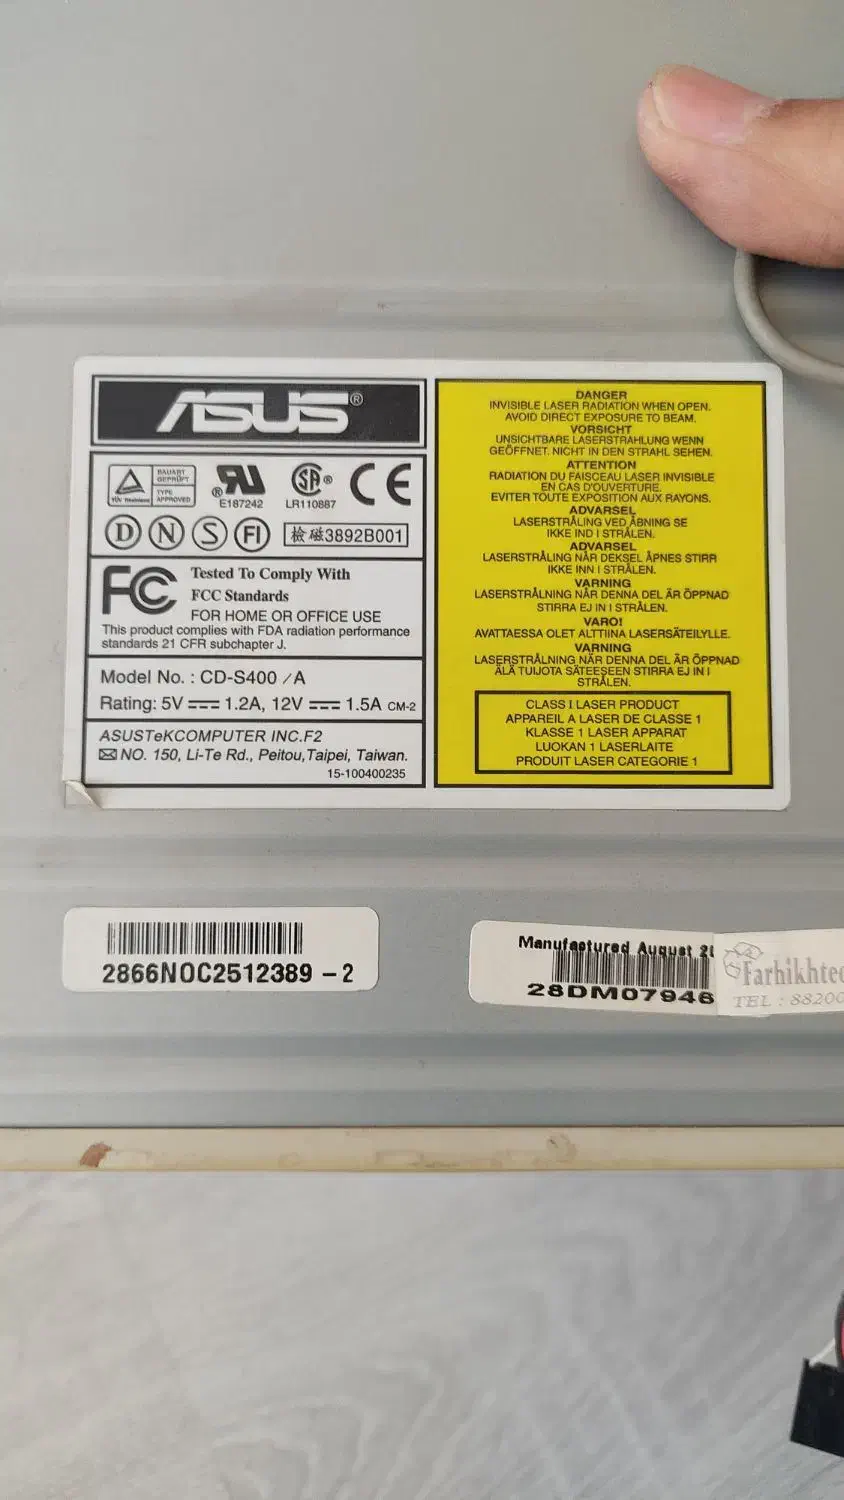 ASUS®
TÜV Rheinland
BAUART
GEPRÜFT
TYPE
APPROVED
E187242
LR110887
CE
D N S FI
檢磁3892B001
FC Tested To Comply With
FCC Standards
FOR HOME OR OFFICE USE
This product complies with FDA radiation performance
standards 21 CFR subchapter J.
Model No. : CD-S400 /A
Rating: 5V 1.2A, 12V 1.5A CM-2
ASUSTeKCOMPUTER INC.F2
NO. 150, Li-Te Rd., Peitou,Taipei, Taiwan.
15-100400235
DANGER
INVISIBLE LASER RADIATION WHEN OPEN.
AVOID DIRECT EXPOSURE TO BEAM.
VORSICHT
UNSICHTBARE LASERSTRAHLUNG WENN
GEÖFFNET. NICHT IN DEN STRAHL SEHEN.
ATTENTION
RADIATION DU FAISCEAU LASER INVISIBLE
EN CAS D'OUVERTURE.
EVITER TOUTE EXPOSITION AUX RAYONS.
ADVARSEL
LASERSTRÅLING VED ÅBNING SE
IKKE IND I STRÅLEN.
ADVARSEL
LASERSTRÅLING NÅR DEKSEL ÅPNES STIRR
IKKE INN I STRÅLEN.
VARNING
LASERSTRÅLNING NÄR DENNA DEL ÄR ÖPPNAD
STIRRA EJ IN I STRÅLEN.
VARO!
AVATTAESSA OLET ALTTIINA LASERSÄTEILYLLE.
VARNING
LASERSTRÅLNING NÄR DENNA DEL ÄR ÖPPNAD
ÄLÄ TUIJOTA SÄTEESEEN STIRRA EJ IN I
STRÅLEN.
CLASS I LASER PRODUCT
APPAREIL A LASER DE CLASSE 1
KLASSE 1 LASER APPARAT
LUOKAN 1 LASERLAITE
PRODUIT LASER CATEGORIE 1
2866N0C2512389 -2
Manufactured August
28DM07946
Farhikhtec
TEL : 88200